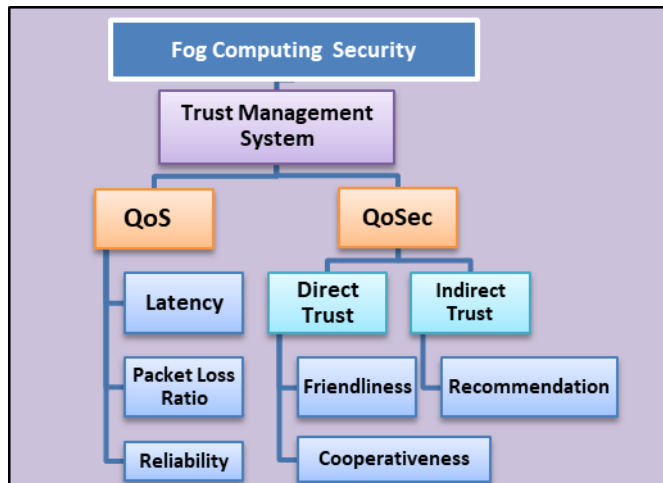 Fog Computing Security
Trust Management
System
QoS
QoSec
Latency
Direct
Trust
Indirect
Trust
Packet Loss
Ratio
Friendliness
Recommendation
Reliability
Cooperativeness